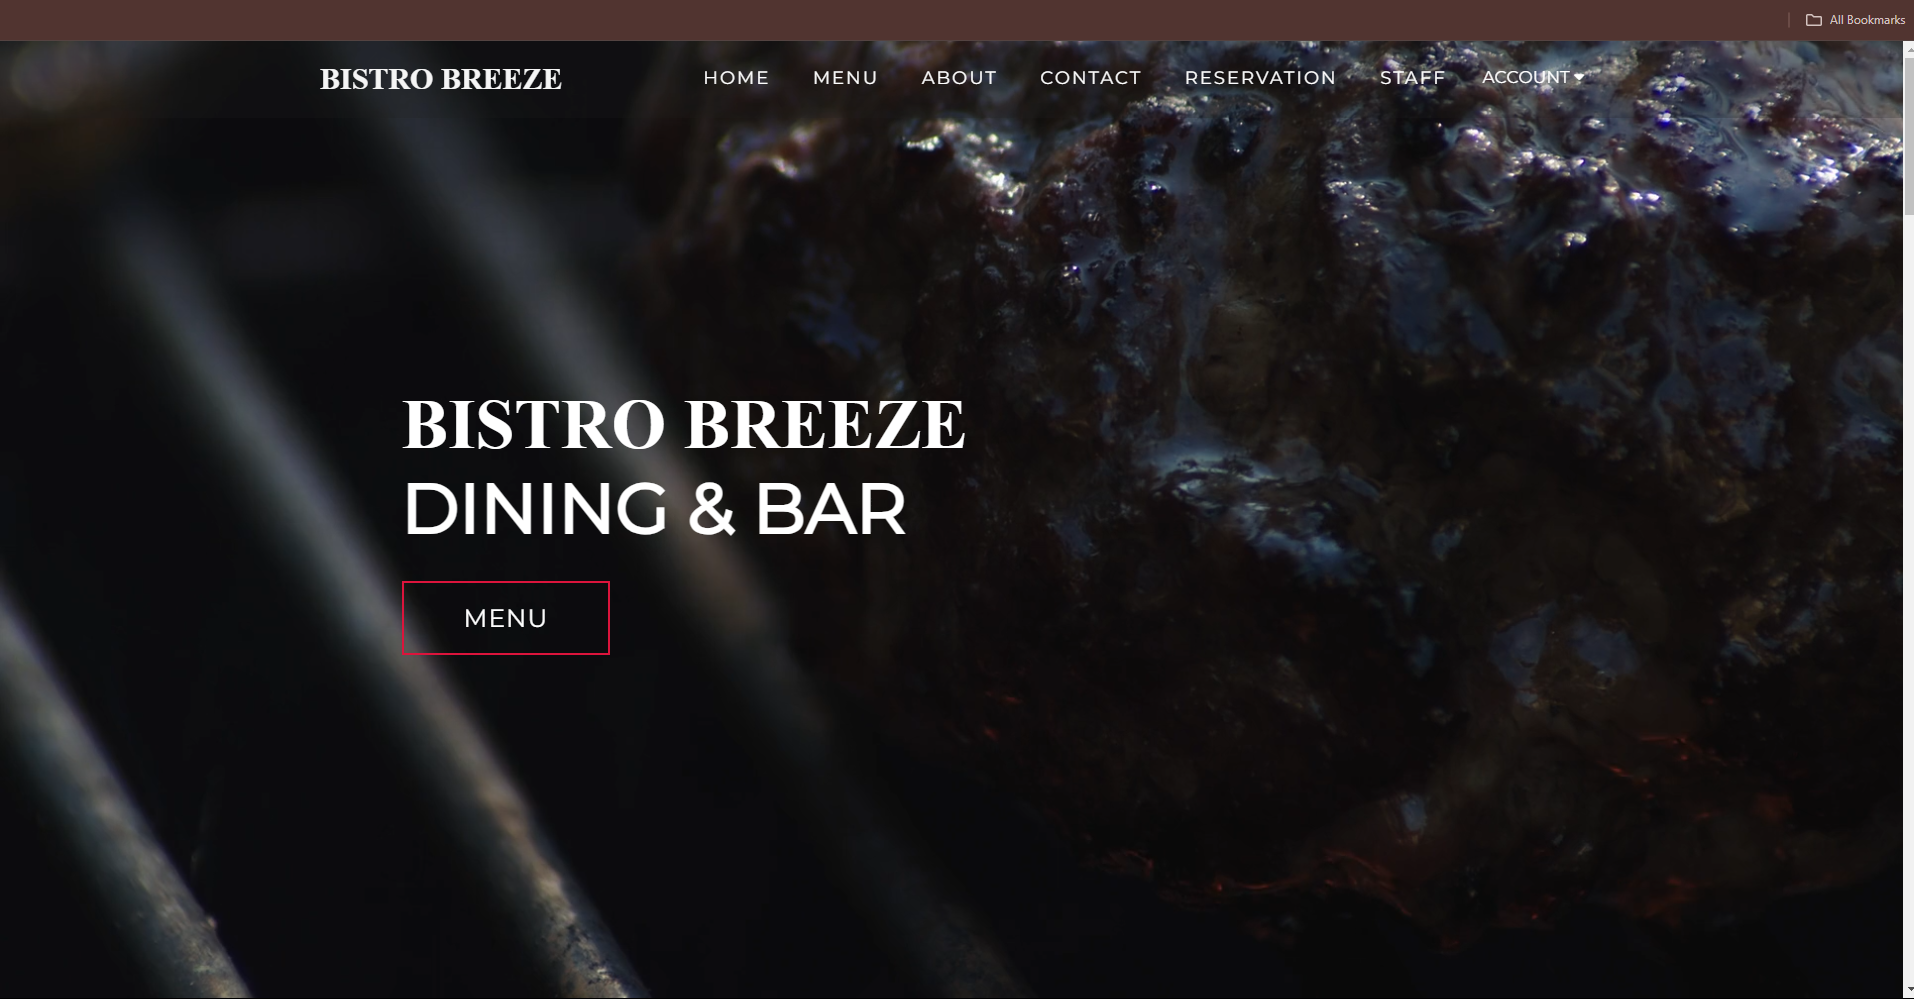 All Bookmarks
BISTRO BREEZE HOME MENU ABOUT CONTACT RESERVATION STAFF ACCOUNT
BISTRO BREEZE
DINING & BAR
MENU